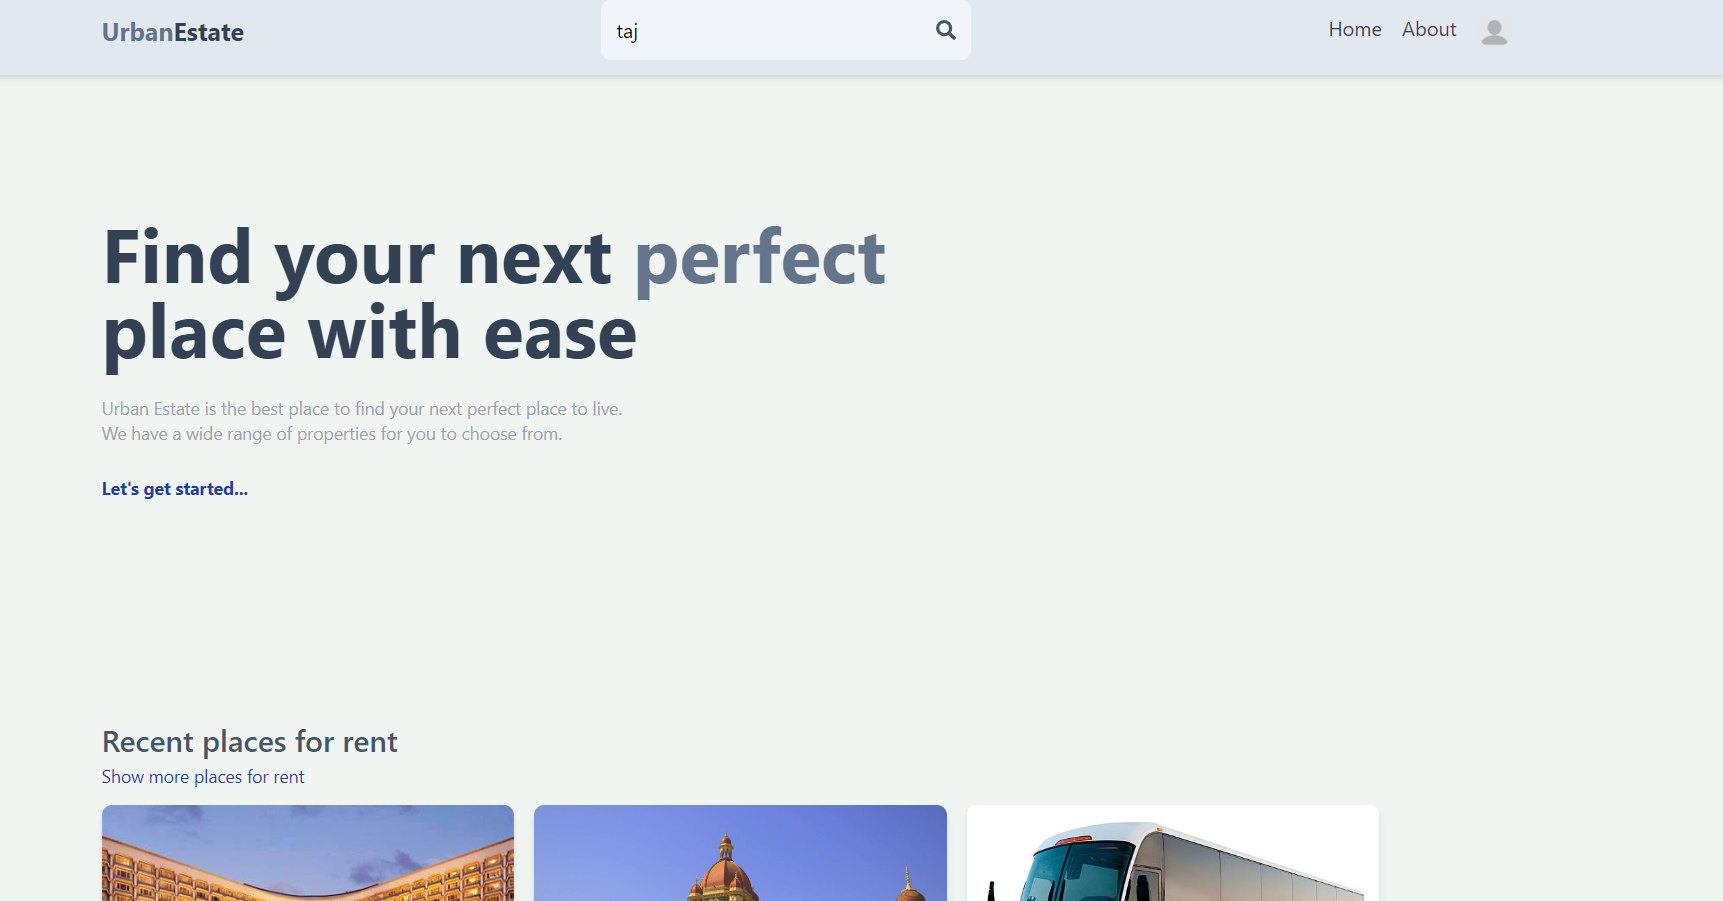 UrbanEstate
taj
Home About
Find your next perfect
place with ease
Urban Estate is the best place to find your next perfect place to live.
We have a wide range of properties for you to choose from.
Let's get started...
Recent places for rent
Show more places for rent